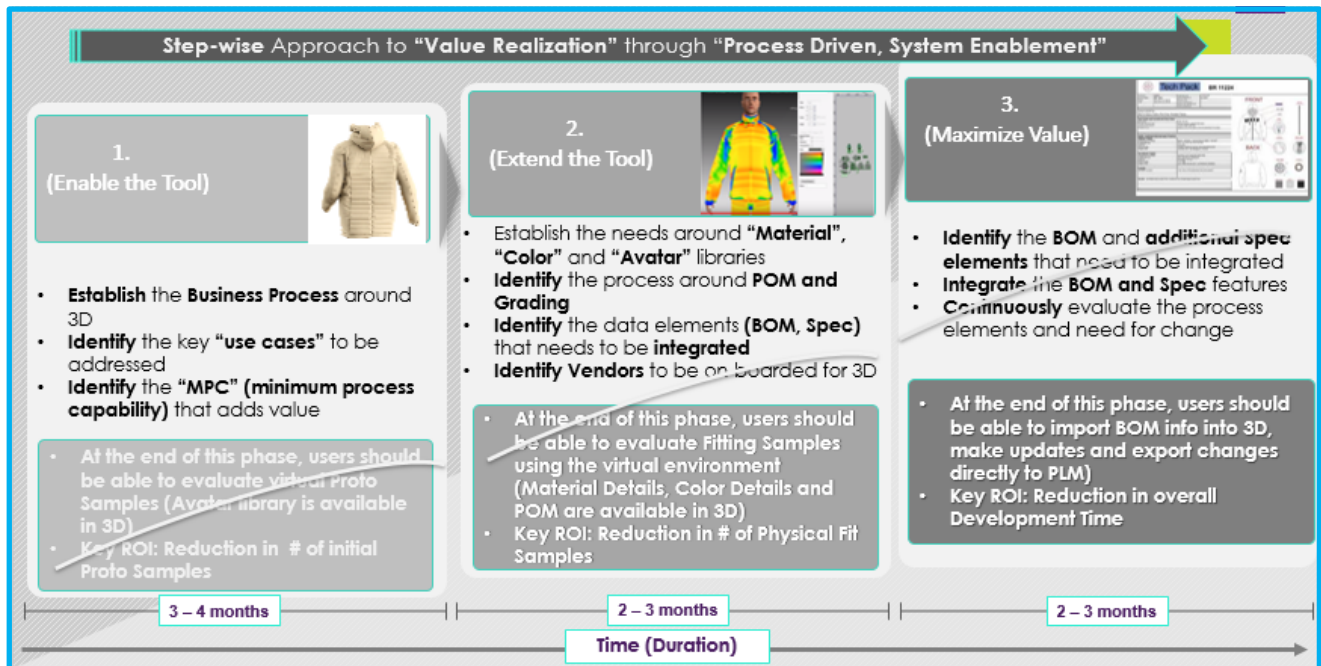 Step-wise Approach to “Value Realization” through “Process Driven, System Enablement”
1.
(Enable the Tool)
• Establish the Business Process around
3D
• Identify the key “use cases” to be
addressed
• Identify the “MPC” (minimum process
capability) that adds value
• At the end of this phase, users should
be able to evaluate virtual Proto
Samples (Avatar library is available
in 3D)
• Key ROI: Reduction in # of initial
Proto Samples
3 – 4 months
2.
(Extend the Tool)
• Establish the needs around “Material”,
“Color” and “Avatar” libraries
• Identify the process around POM and
Grading
• Identify the data elements (BOM, Spec)
that needs to be integrated
• Identify Vendors to be on boarded for 3D
• At the end of this phase, users should
be able to evaluate Fitting Samples
using the virtual environment
(Material Details, Color Details and
POM are available in 3D)
• Key ROI: Reduction in # of Physical Fit
Samples
2 – 3 months
3.
(Maximize Value)
Tech Pack BR 11224
FRONT
BACK
• Identify the BOM and additional Spec
elements that need to be integrated
• Integrate the BOM and Spec features
• Continuously evaluate the process
elements and need for change
• At the end of this phase, users should
be able to import BOM info into 3D,
make updates and export changes
directly to PLM)
• Key ROI: Reduction in overall
Development Time
2 – 3 months
Time (Duration)